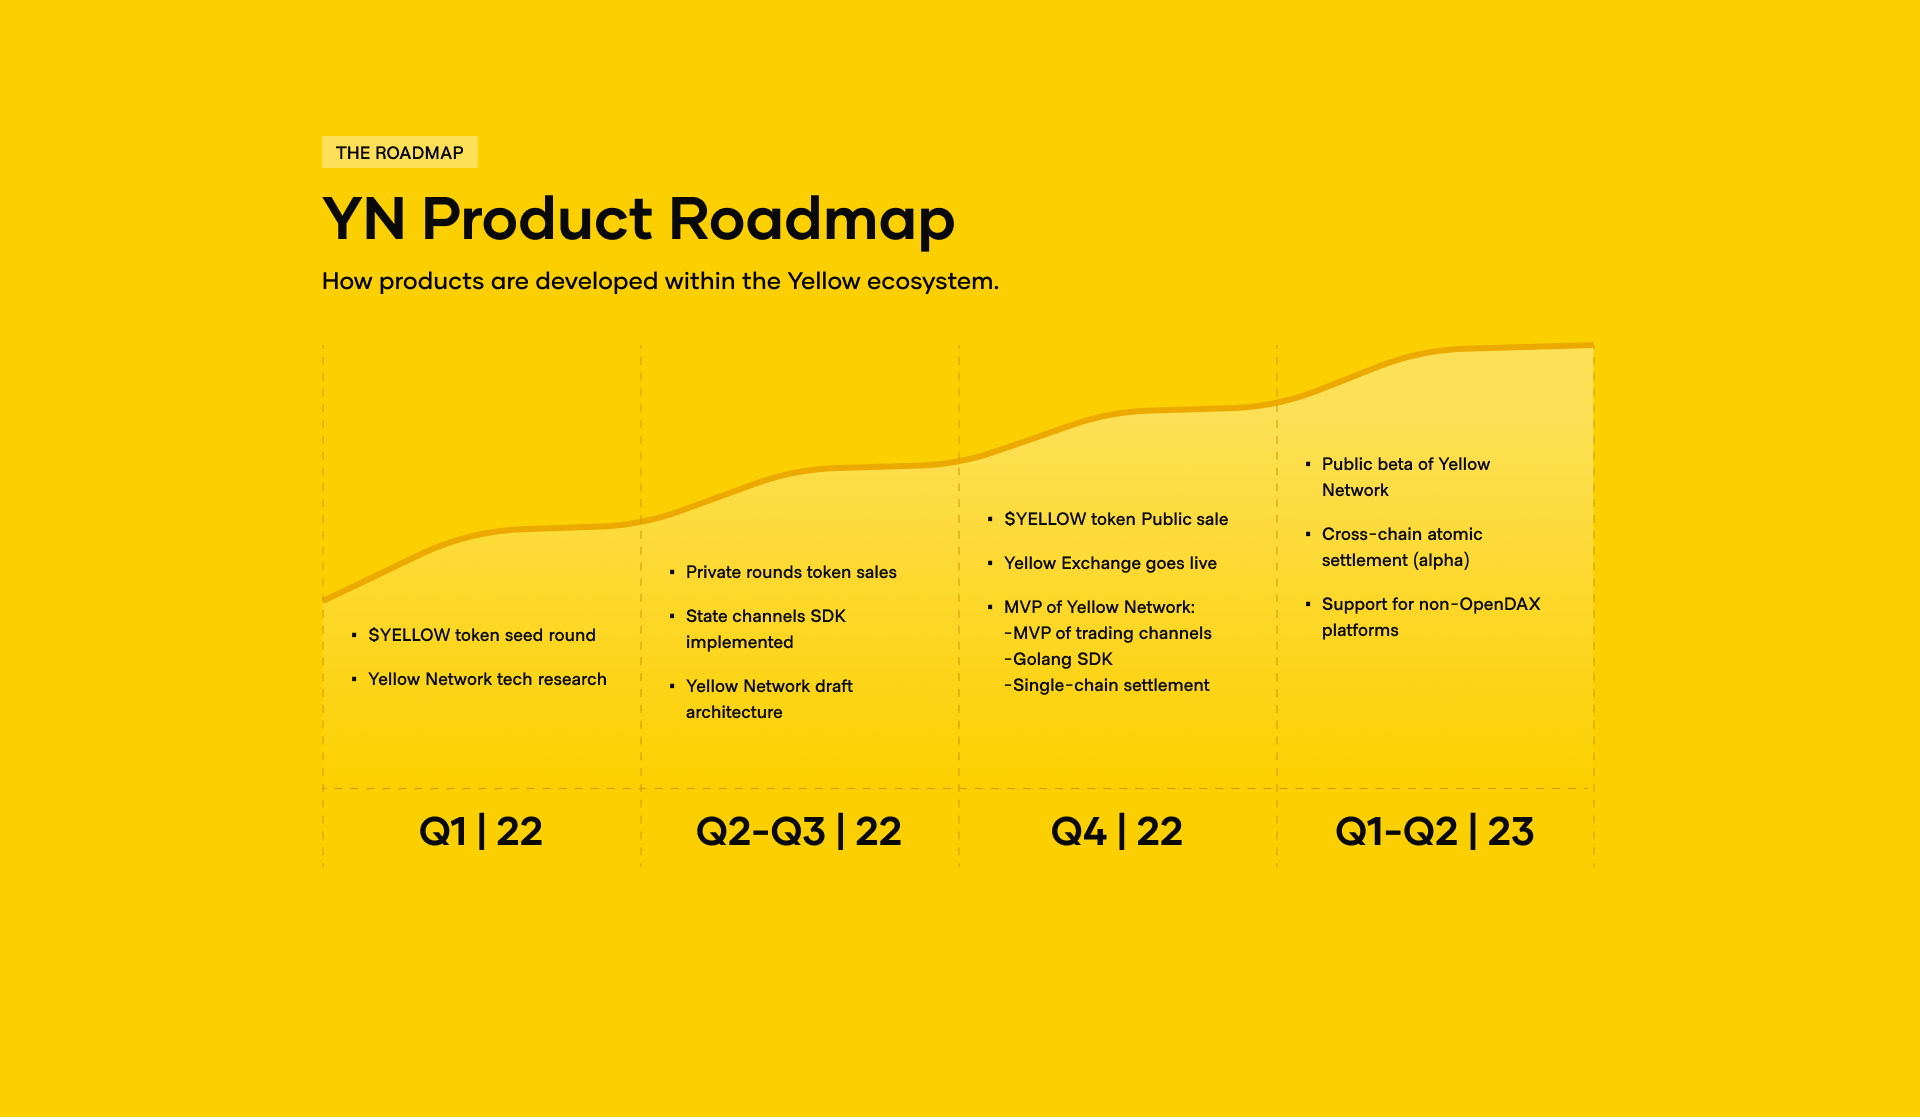 THE ROADMAP
YN Product Roadmap
How products are developed within the Yellow ecosystem.
▪ $YELLOW token seed round
▪ Yellow Network tech research
Q1 | 22
▪ Private rounds token sales
▪ State channels SDK
implemented
▪ Yellow Network draft
architecture
Q2-Q3 | 22
▪ $YELLOW token Public sale
▪ Yellow Exchange goes live
▪ MVP of Yellow Network:
-MVP of trading channels
-Golang SDK
-Single-chain settlement
Q4 | 22
▪ Public beta of Yellow
Network
▪ Cross-chain atomic
settlement (alpha)
▪ Support for non-OpenDAX
platforms
Q1-Q2 | 23